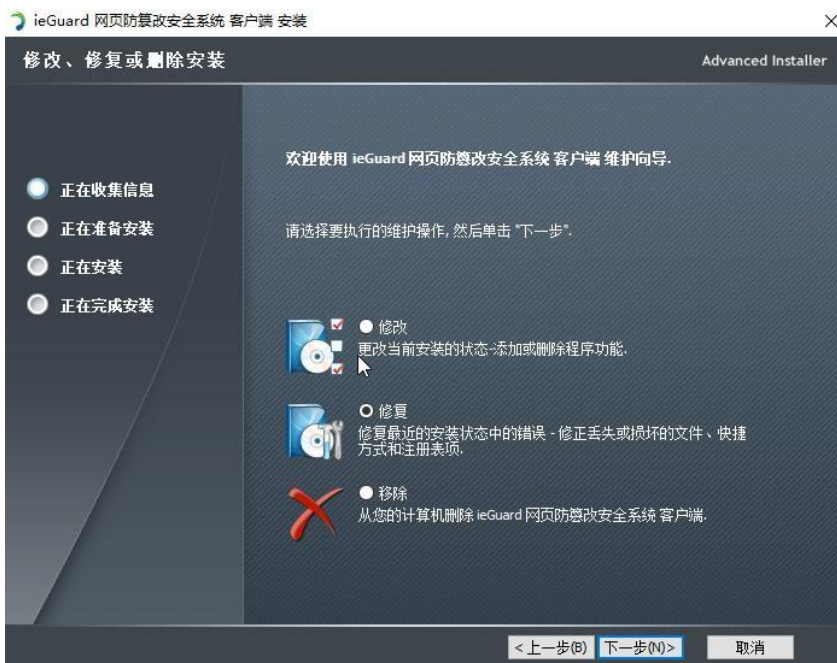 ieGuard 网页防篡改安全系统 客户端 安装
修改、修复或删除安装
Advanced Installer
欢迎使用 ieGuard 网页防篡改安全系统 客户端 维护向导.
正在收集信息
正在准备安装
请选择要执行的维护操作, 然后单击 "下一步".
正在安装
正在完成安装
修改
更改当前安装的状态-添加或删除程序功能.
修复
修复最近的安装状态中的错误 - 修正丢失或损坏的文件、快捷
方式和注册表项.
移除
从您的计算机删除 ieGuard 网页防篡改安全系统 客户端.
<上一步(B)
下一步(N)>
取消